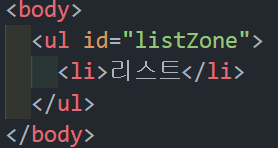 <body>
<ul id="listZone">
<li>리스트</li>
</ul>
</body>